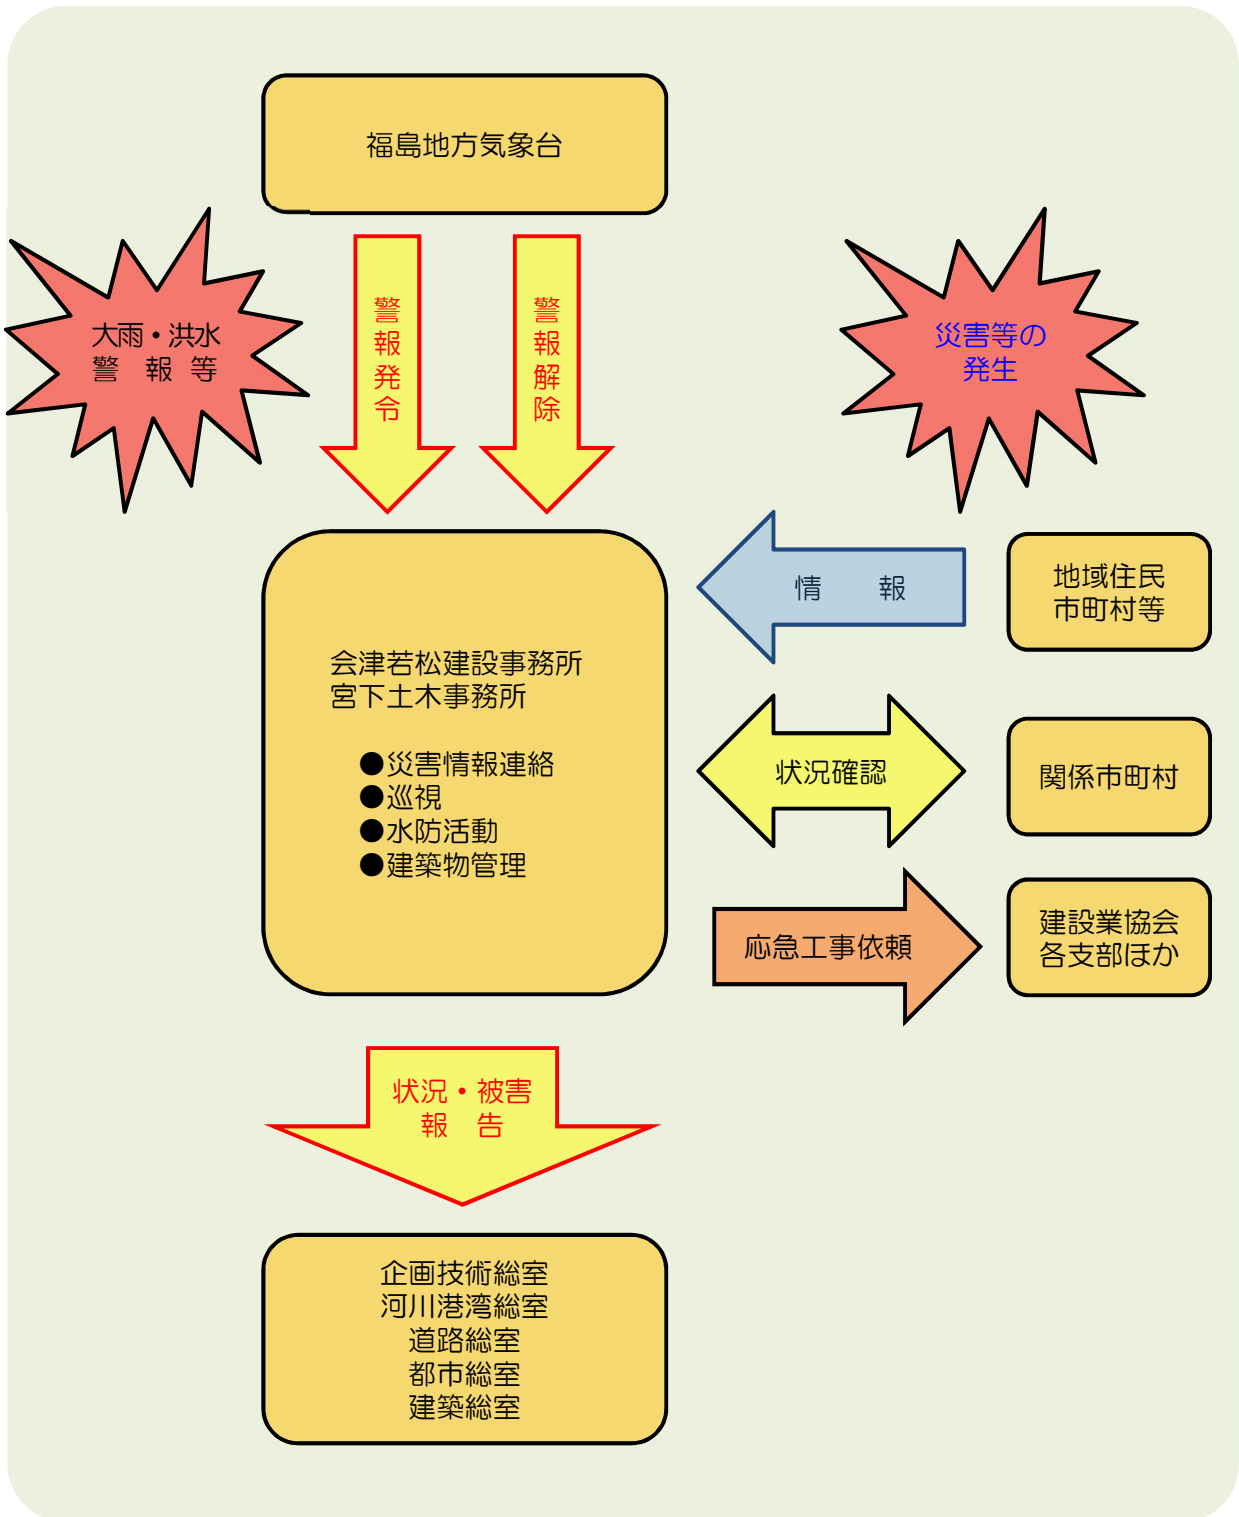 福島地方気象台
大雨・洪水
警　報　等
警報発令
警報解除
災害等の
発生
会津若松建設事務所
宮下土木事務所
●災害情報連絡
●巡視
●水防活動
●建築物管理
情　　報
地域住民
市町村等
状況確認
関係市町村
応急工事依頼
建設業協会
各支部ほか
状況・被害
報　告
企画技術総室
河川港湾総室
道路総室
都市総室
建築総室